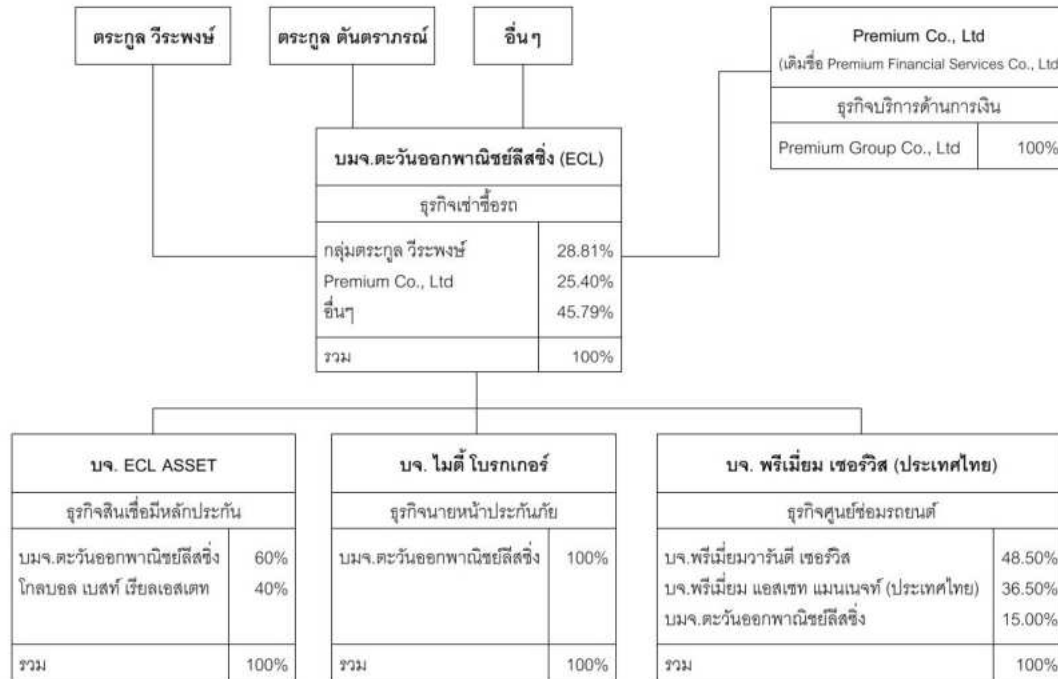 ตระกูล วีระพงษ์
ตระกูล ตันตราภรณ์
อื่นๆ
Premium Co., Ltd
(เดิมชื่อ Premium Financial Services Co., Ltd
ธุรกิจบริการด้านการเงิน
Premium Group Co., Ltd 100%
บมจ.ตะวันออกพาณิชย์ลีสซิ่ง (ECL)
ธุรกิจเช่าซื้อรถ
กลุ่มตระกูล วีระพงษ์ 28.81%
Premium Co., Ltd 25.40%
อื่นๆ 45.79%
รวม 100%
บจ. ECL ASSET
ธุรกิจสินเชื่อมีหลักประกัน
บมจ.ตะวันออกพาณิชย์ลีสซิ่ง 60%
โกลบอล เบสท์ เรียลเอสเตท 40%
รวม 100%
บจ. ไมตี้ โบรกเกอร์
ธุรกิจนายหน้าประกันภัย
บมจ.ตะวันออกพาณิชย์ลีสซิ่ง 100%
รวม 100%
บจ. พรีเมี่ยม เซอร์วิส (ประเทศไทย)
ธุรกิจศูนย์ซ่อมรถยนต์
บจ.พรีเมี่ยมวารันตี เซอร์วิส 48.50%
บจ.พรีเมี่ยม แอสเซท แมนเนจท์ (ประเทศไทย) 36.50%
บมจ.ตะวันออกพาณิชย์ลีสซิ่ง 15.00%
รวม 100%